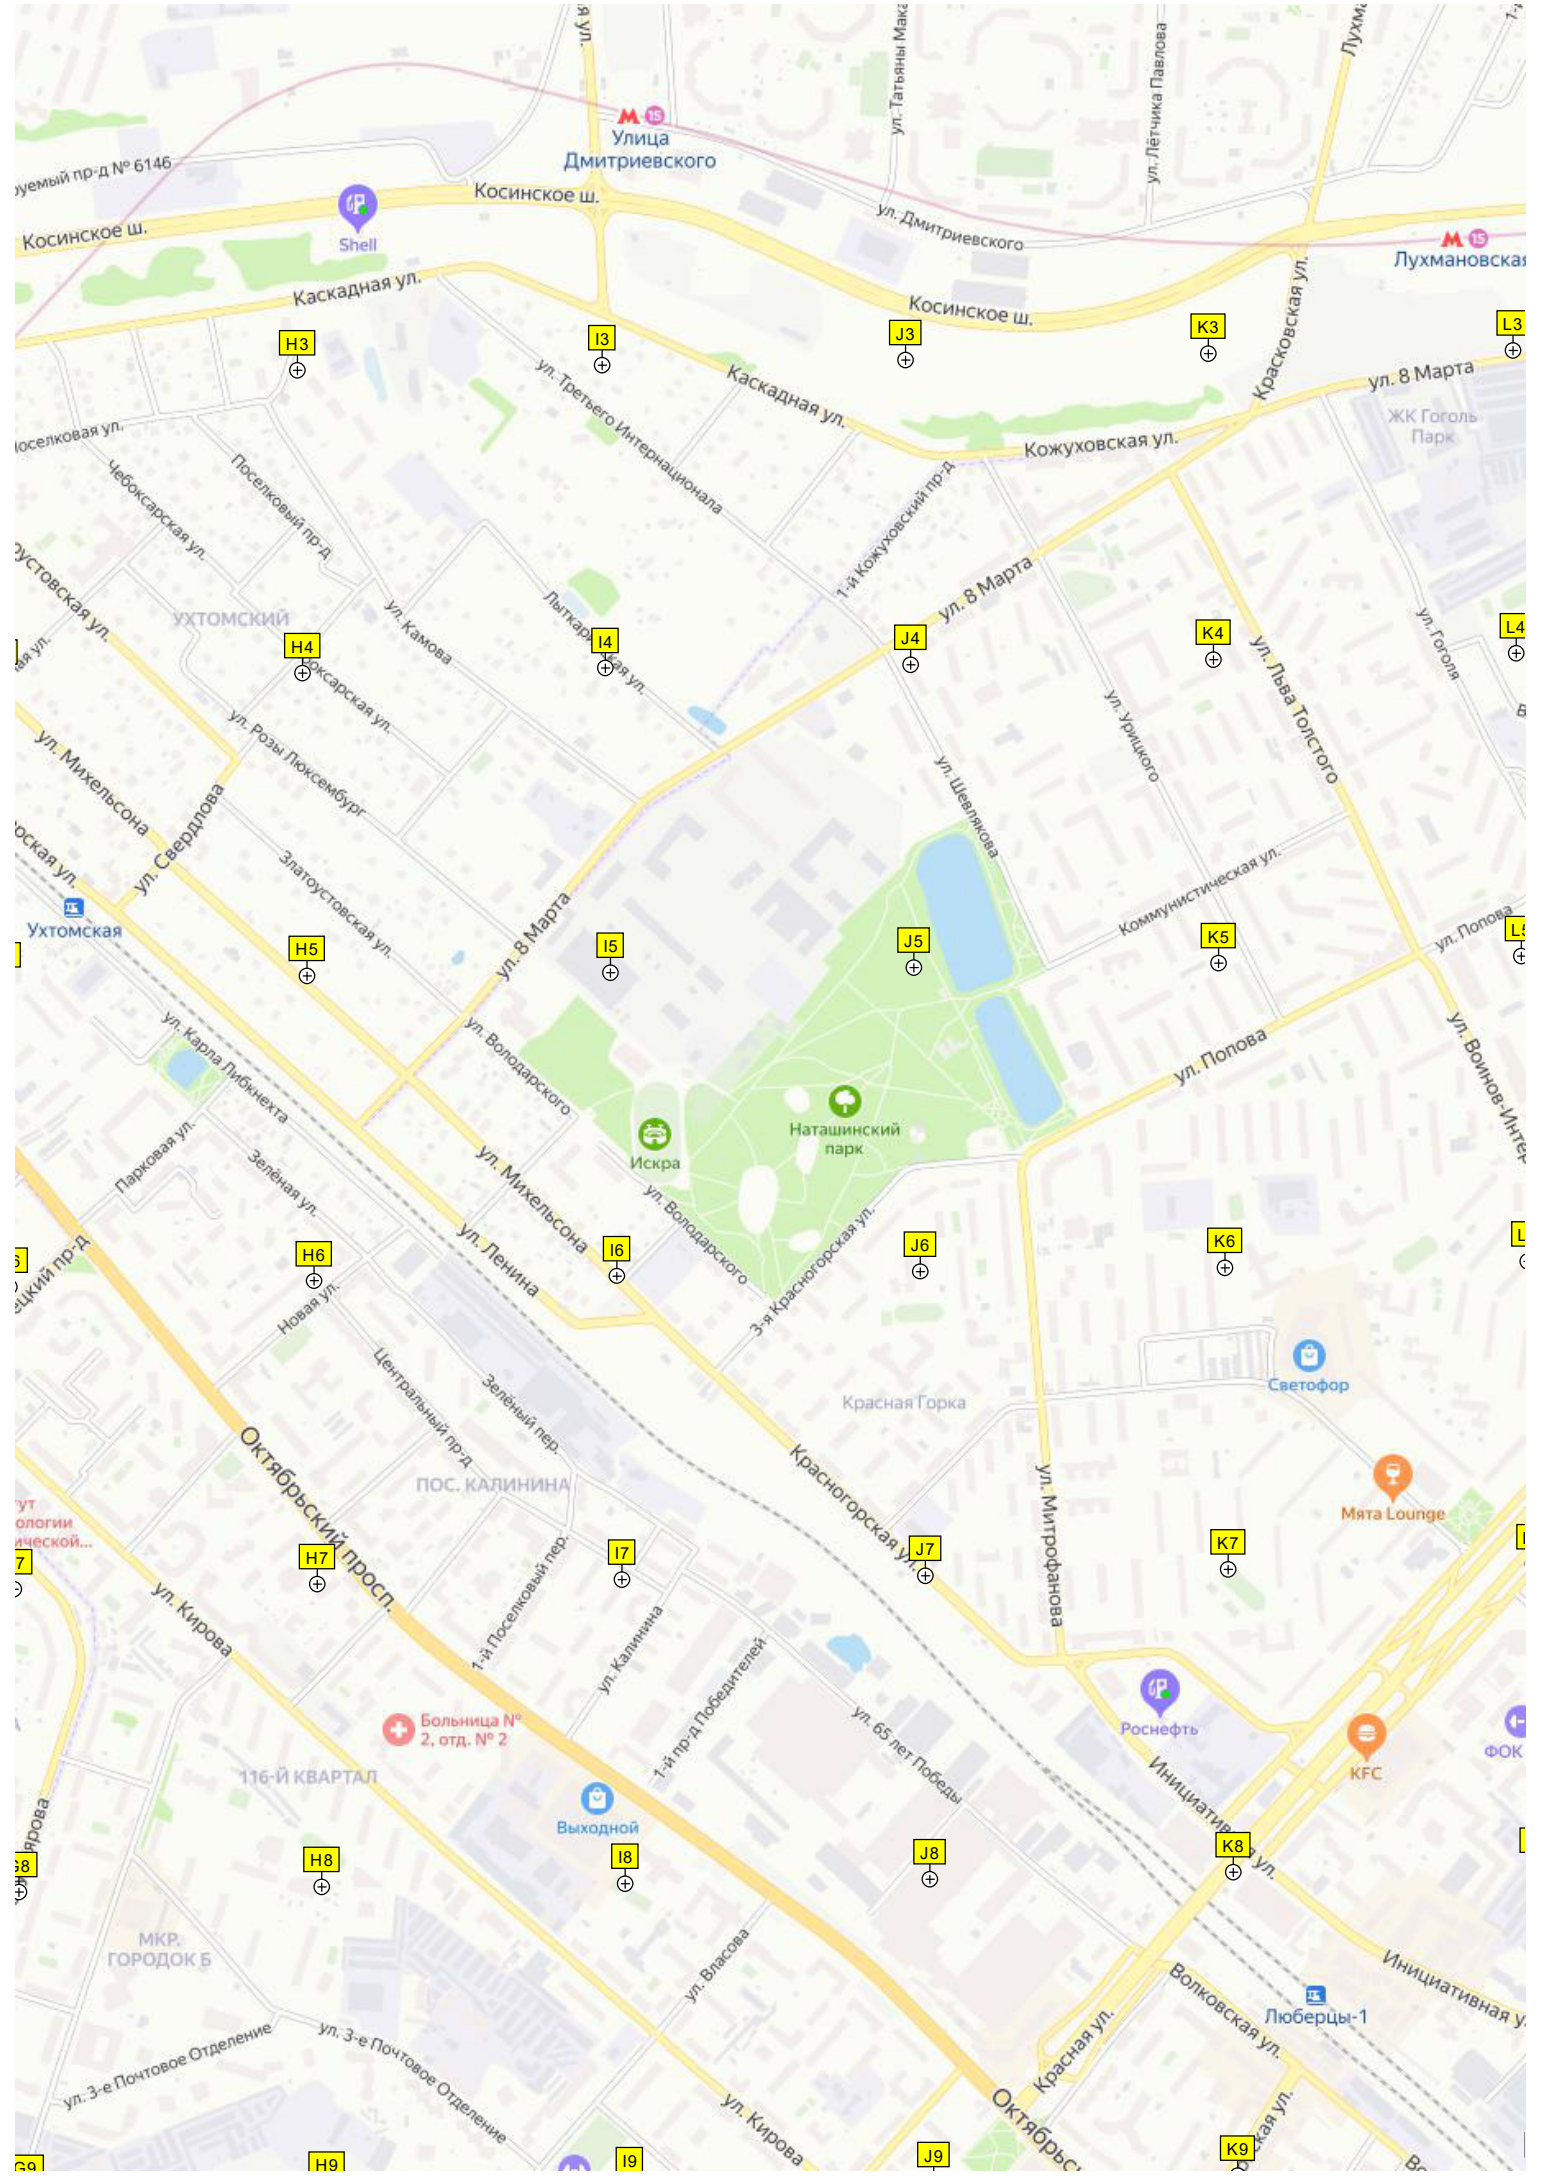 Улица
Дмитриевского
ул. Татьяны
ул. Лётчика Павлова
пр-д № 6146
Косинское ш.
Косинское ш.
Shell
ул. Дмитриевского
Лухмановская
Каскадная ул.
Косинское ш.
Красковская ул.
H3
I3
J3
K3
L3
ул. Третьего Интернационала
Каскадная ул.
ул. 8 Марта
ЖК Гоголь
Парк
Кожуховская ул.
Чебоксарская ул.
Поселковый пр-д
1-й Кожуховский пр-д
ул. 8 Марта
УХТОМСКИЙ
ул. Камова
H4
I4
J4
K4
L4
ул. Гоголя
ул. Льва Толстого
ул. Урицкого
ул. Розы Люксембург
ул. Михельсона
ул. Свердлова
ул. Шевлякова
Златоустовская ул.
Коммунистическая ул.
Ухтомская
ул. 8 Марта
H5
I5
J5
K5
ул. Попова
ул. Карла Либкнехта
ул. Володарского
ул. Попова
Парковая ул.
Зелёная ул.
Наташинский
парк
Искра
ул. Михельсона
ул. Володарского
ул. Ленина
3-я Красногорская ул.
H6
I6
J6
K6
Новая ул.
Центральный пр-д
Зелёный пер.
Светофор
Красная Горка
Октябрьский просп.
ПОС. КАЛИНИНА
Красногорская ул.
ул. Митрофанова
Мята Lounge
H7
I7
J7
K7
ул. Кирова
1-й Поселковый пер.
ул. Калинина
1-й пр-д Победителей
ул. 65 лет Победы
Больница №
2, отд. № 2
Роснефть
KFC
ФОК
116-Й КВАРТАЛ
Выходной
G8
H8
I8
J8
K8
МКР.
ГОРОДОК Б
ул. Власова
Инициативная
Волковская ул.
Люберцы-1
Красная ул.
ул. 3-е Почтовое Отделение
ул. 3-е Почтовое Отделение
ул. Кирова
G9
H9
I9
J9
K9